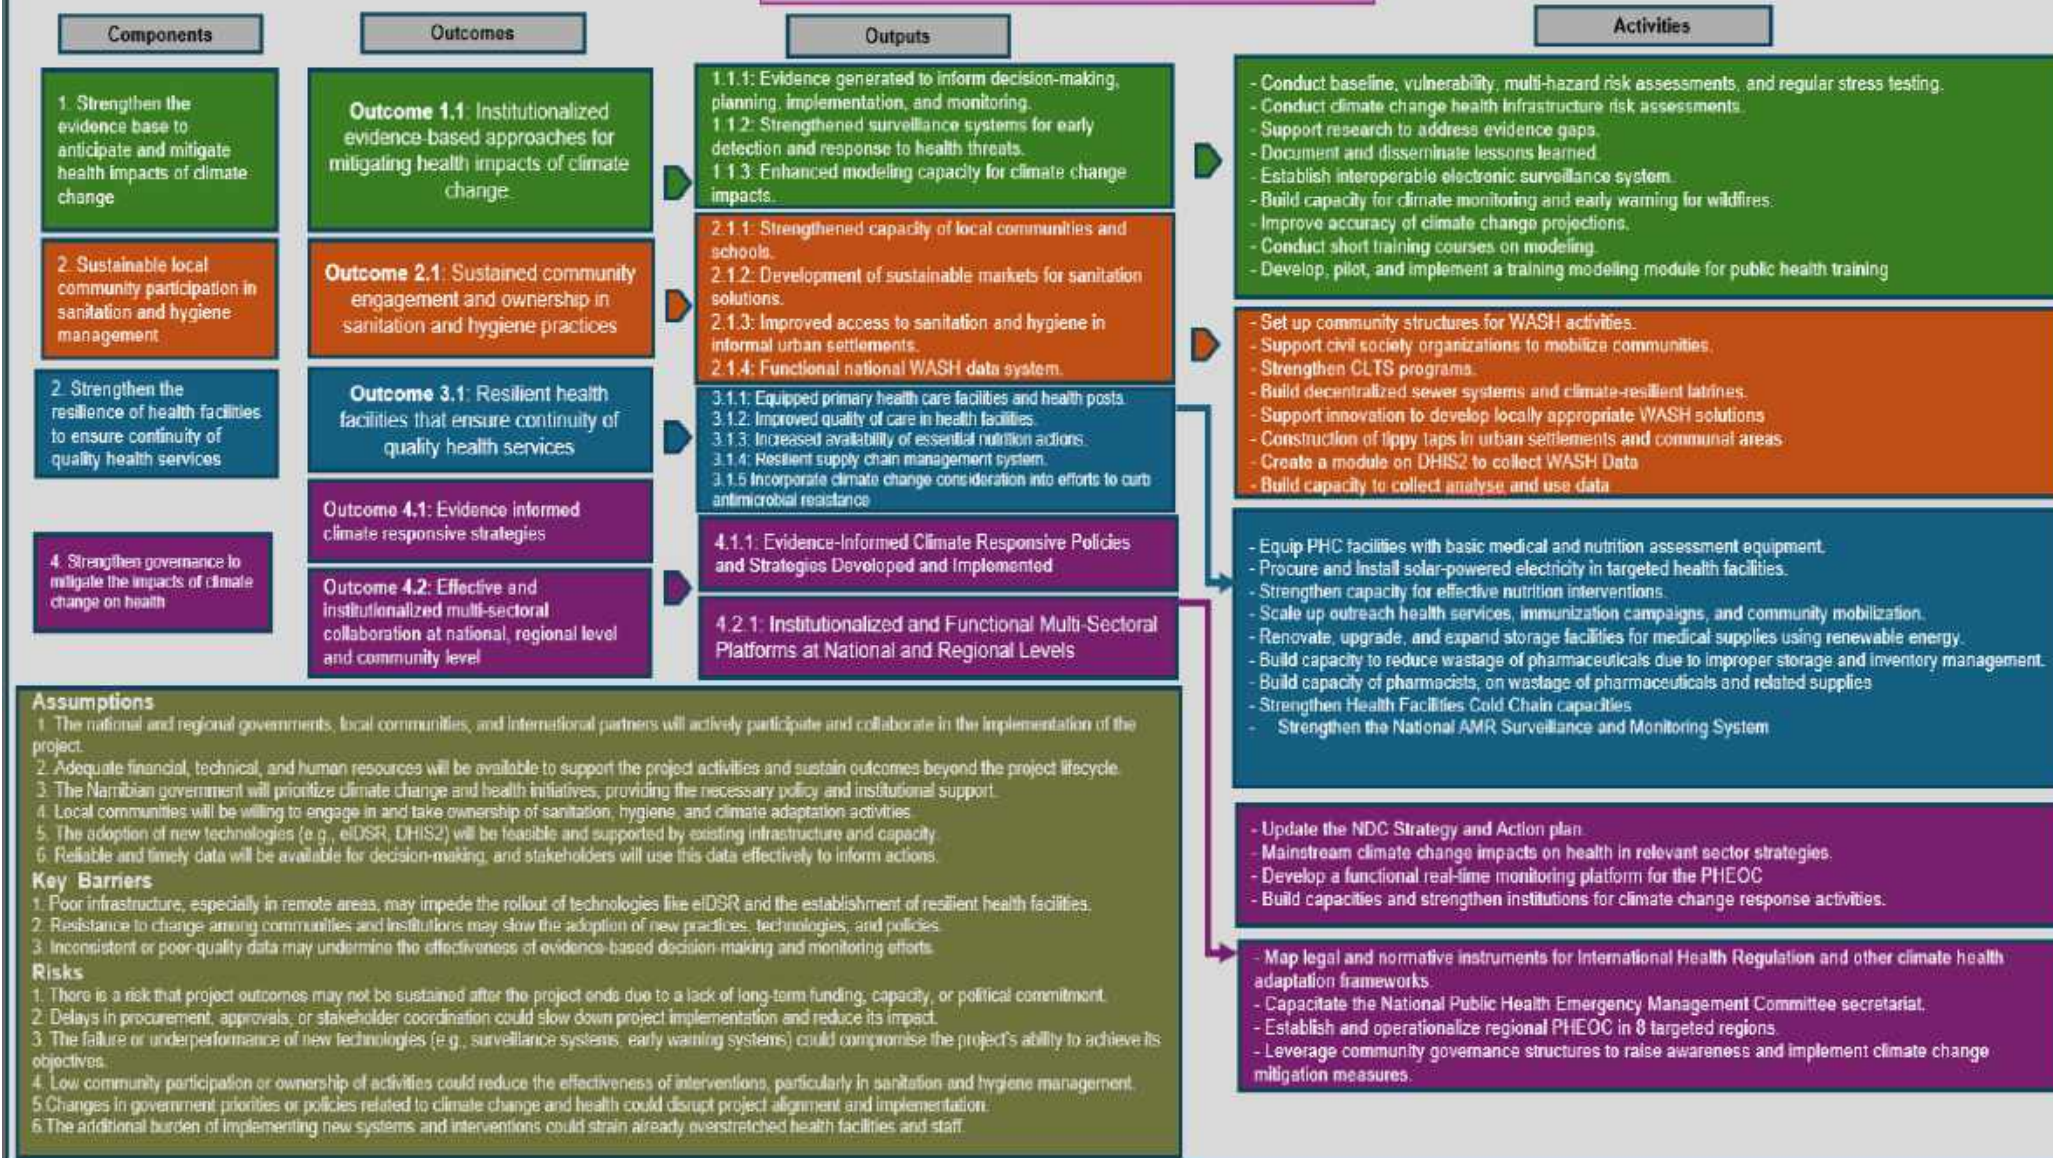 Components
Outcomes
Outputs
Activities
1. Strengthen the
evidence base to
anticipate and mitigate
health impacts of climate
change
Outcome 1.1: Institutionalized
evidence-based approaches for
mitigating health impacts of climate
change.
1.1.1: Evidence generated to inform decision-making,
planning, implementation, and monitoring.
1.1.2: Strengthened surveillance systems for early
detection and response to health threats.
1.1.3: Enhanced modeling capacity for climate change
impacts.
- Conduct baseline, vulnerability, multi-hazard risk assessments, and regular stress testing.
- Conduct climate change health infrastructure risk assessments.
- Support research to address evidence gaps.
- Document and disseminate lessons learned.
- Establish interoperable electronic surveillance system.
- Build capacity for climate monitoring and early warning for wildfires.
- Improve accuracy of climate change projections.
- Conduct short training courses on modeling.
- Develop, pilot, and implement a training modeling module for public health training
2. Sustainable local
community participation in
sanitation and hygiene
management
Outcome 2.1: Sustained community
engagement and ownership in
sanitation and hygiene practices
2.1.1: Strengthened capacity of local communities and
schools.
2.1.2: Development of sustainable markets for sanitation
solutions.
2.1.3: Improved access to sanitation and hygiene in
informal urban settlements.
2.1.4: Functional national WASH data system.
- Set up community structures for WASH activities.
- Support civil society organizations to mobilize communities.
- Strengthen CLTS programs.
- Build decentralized sewer systems and climate-resilient latrines.
- Support innovation to develop locally appropriate WASH solutions
- Construction of tippy taps in urban settlements and communal areas
- Create a module on DHIS2 to collect WASH Data
- Build capacity to collect analyse and use data
2. Strengthen the
resilience of health facilities
to ensure continuity of
quality health services
Outcome 3.1: Resilient health
facilities that ensure continuity of
quality health services
3.1.1: Equipped primary health care facilities and health posts.
3.1.2: Improved quality of care in health facilities.
3.1.3: Increased availability of essential nutrition actions.
3.1.4: Resilient supply chain management system.
3.1.5 Incorporate climate change consideration into efforts to curb
antimicrobial resistance
- Equip PHC facilities with basic medical and nutrition assessment equipment.
- Procure and Install solar-powered electricity in targeted health facilities.
- Strengthen capacity for effective nutrition interventions.
- Scale up outreach health services, immunization campaigns, and community mobilization.
- Renovate, upgrade, and expand storage facilities for medical supplies using renewable energy.
- Build capacity to reduce wastage of pharmaceuticals due to improper storage and inventory management.
- Build capacity of pharmacists, on wastage of pharmaceuticals and related supplies
- Strengthen Health Facilities Cold Chain capacities
- Strengthen the National AMR Surveillance and Monitoring System
4. Strengthen governance to
mitigate the impacts of climate
change on health
Outcome 4.1: Evidence informed
climate responsive strategies
Outcome 4.2: Effective and
institutionalized multi-sectoral
collaboration at national, regional level
and community level
4.1.1: Evidence-Informed Climate Responsive Policies
and Strategies Developed and Implemented
4.2.1: Institutionalized and Functional Multi-Sectoral
Platforms at National and Regional Levels
- Update the NDC Strategy and Action plan.
- Mainstream climate change impacts on health in relevant sector strategies.
- Develop a functional real-time monitoring platform for the PHEOC
- Build capacities and strengthen institutions for climate change response activities.
- Map legal and normative instruments for International Health Regulation and other climate health
adaptation frameworks.
- Capacitate the National Public Health Emergency Management Committee secretariat.
- Establish and operationalize regional PHEOC in 8 targeted regions.
- Leverage community governance structures to raise awareness and implement climate change
mitigation measures.
Assumptions
1. The national and regional governments, local communities, and international partners will actively participate and collaborate in the implementation of the
project.
2. Adequate financial, technical, and human resources will be available to support the project activities and sustain outcomes beyond the project lifecycle.
3. The Namibian government will prioritize climate change and health initiatives, providing the necessary policy and institutional support.
4. Local communities will be willing to engage in and take ownership of sanitation, hygiene, and climate adaptation activities.
5. The adoption of new technologies (e.g., eIDSR, DHIS2) will be feasible and supported by existing infrastructure and capacity.
6. Reliable and timely data will be available for decision-making, and stakeholders will use this data effectively to inform actions.
Key Barriers
1. Poor infrastructure, especially in remote areas, may impede the rollout of technologies like eIDSR and the establishment of resilient health facilities.
2. Resistance to change among communities and institutions may slow the adoption of new practices, technologies, and policies.
3. Inconsistent or poor-quality data may undermine the effectiveness of evidence-based decision-making and monitoring efforts.
Risks
1. There is a risk that project outcomes may not be sustained after the project ends due to a lack of long-term funding, capacity, or political commitment.
2. Delays in procurement, approvals, or stakeholder coordination could slow down project implementation and reduce its impact.
3. The failure or underperformance of new technologies (e.g., surveillance systems, early warning systems) could compromise the project's ability to achieve its
objectives.
4. Low community participation or ownership of activities could reduce the effectiveness of interventions, particularly in sanitation and hygiene management.
5.Changes in government priorities or policies related to climate change and health could disrupt project alignment and implementation.
6.The additional burden of implementing new systems and interventions could strain already overstretched health facilities and staff.